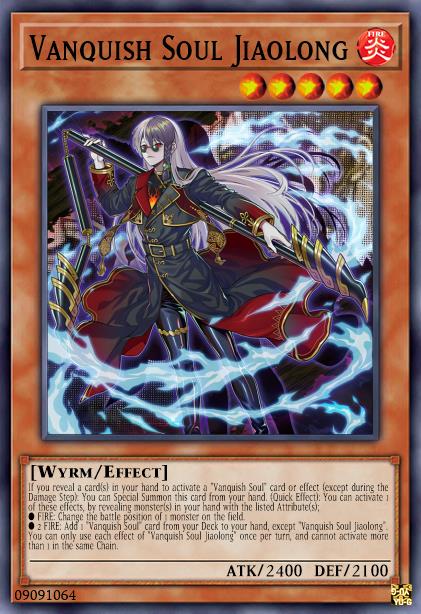 VANQUISH SOUL JIAOLONG
FIRE
炎
[WYRM/EFFECT]
If you reveal a card(s) in your hand to activate a "Vanquish Soul" card or effect (except during the
Damage Step): You can Special Summon this card from your hand. (Quick Effect): You can activate 1
of these effects, by revealing monster(s) in your hand with the listed Attribute(s);
● FIRE: Change the battle position of 1 monster on the field.
● 2 FIRE: Add 1 "Vanquish Soul" card from your Deck to your hand, except "Vanquish Soul Jiaolong".
You can only use each effect of "Vanquish Soul Jiaolong" once per turn, and cannot activate more
than 1 in the same Chain.
ATK/2400 DEF/2100
09091064